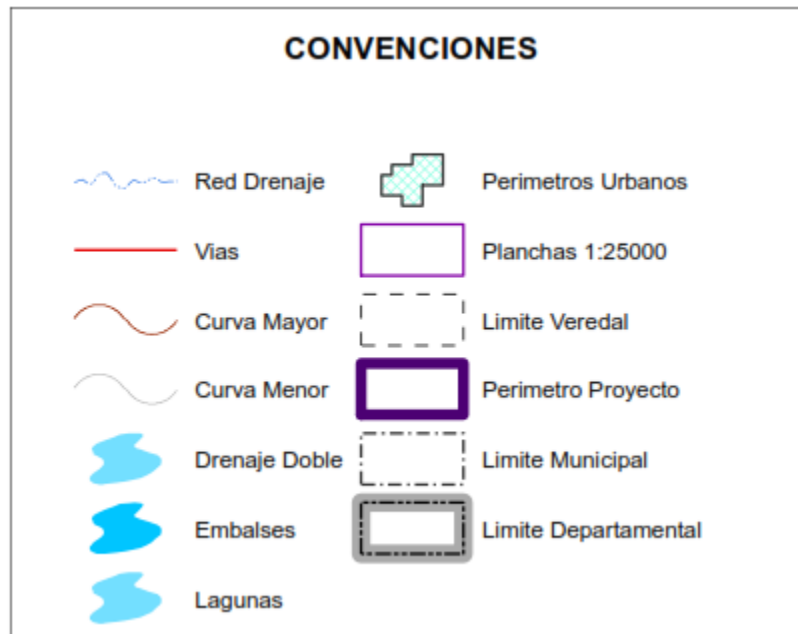 CONVENCIONES
Red Drenaje
Perimetros Urbanos
Vias
Planchas 1:25000
Curva Mayor
Limite Veredal
Curva Menor
Perimetro Proyecto
Drenaje Doble
Limite Municipal
Embalses
Limite Departamental
Lagunas